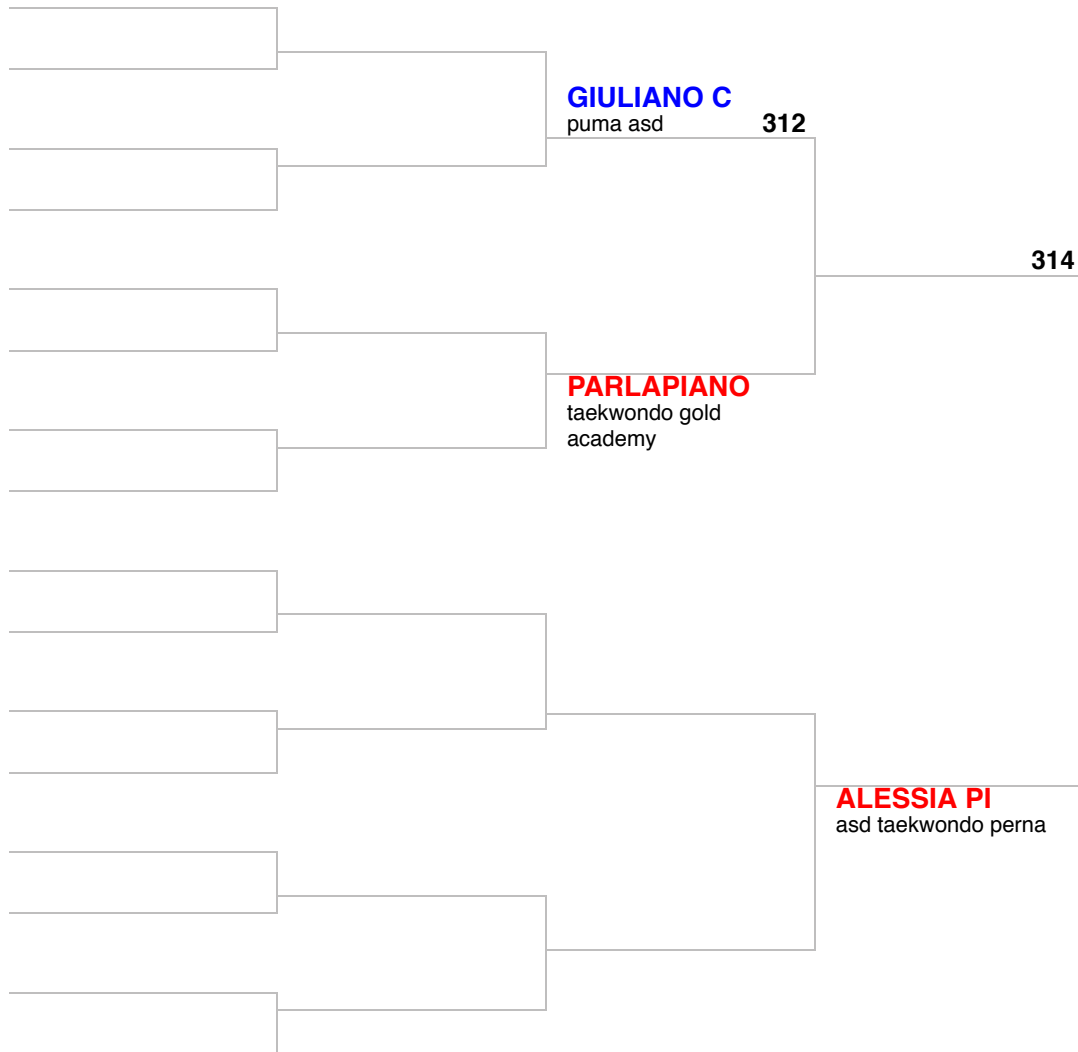 GIULIANO C
puma asd
312
314
PARLAPIANO
taekwondo gold
academy
ALESSIA PI
asd taekwondo perna